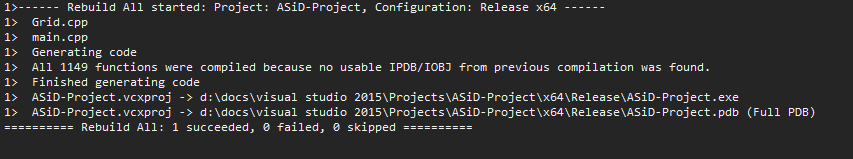 1>------ Rebuild All started: Project: ASiD-Project, Configuration: Release x64 ------
1>  Grid.cpp
1>  main.cpp
1>  Generating code
1>  All 1149 functions were compiled because no usable IPDB/IOBJ from previous compilation was found.
1>  Finished generating code
1>  ASiD-Project.vcxproj -> d:\docs\visual studio 2015\Projects\ASiD-Project\x64\Release\ASiD-Project.exe
1>  ASiD-Project.vcxproj -> d:\docs\visual studio 2015\Projects\ASiD-Project\x64\Release\ASiD-Project.pdb (Full PDB)
========== Rebuild All: 1 succeeded, 0 failed, 0 skipped ==========